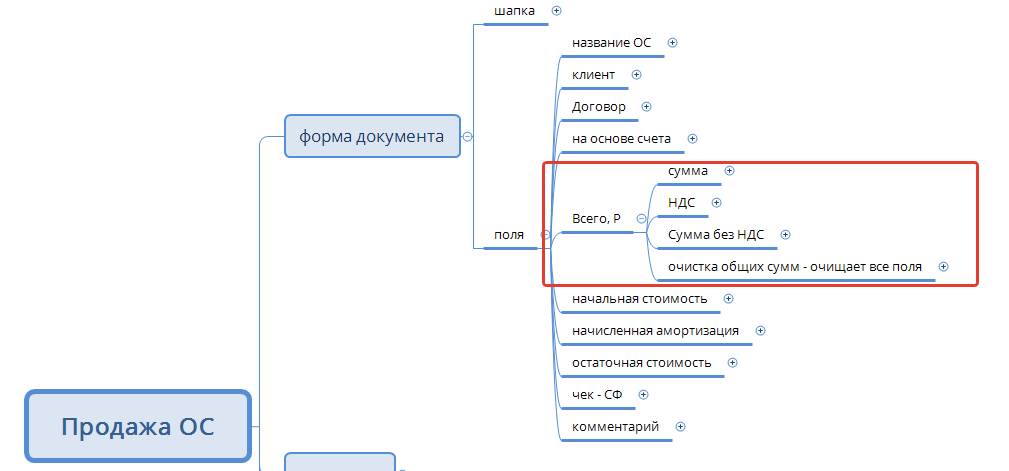 шапка
название ОС
клиент
Договор
форма документа
на основе счета
сумма
НДС
Всего, Р
поля
Сумма без НДС
очистка общих сумм - очищает все поля
начальная стоимость
начисленная амортизация
остаточная стоимость
чек - СФ
Продажа ОС
комментарий